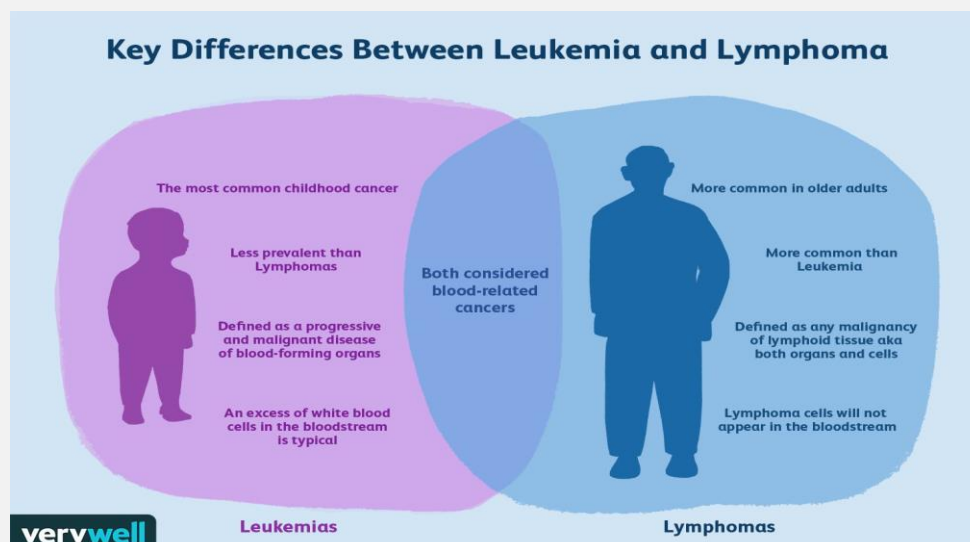 Key Differences Between Leukemia and Lymphoma
The most common childhood cancer
Less prevalent than
Lymphomas
Defined as a progressive
and malignant disease
of blood-forming organs
An excess of white blood
cells in the bloodstream
is typical
Both considered
blood-related
cancers
More common in older adults
More common than
Leukemia
Defined as any malignancy
of lymphoid tissue aka
both organs and cells
Lymphoma cells will not
appear in the bloodstream
Leukemias
Lymphomas
verywell